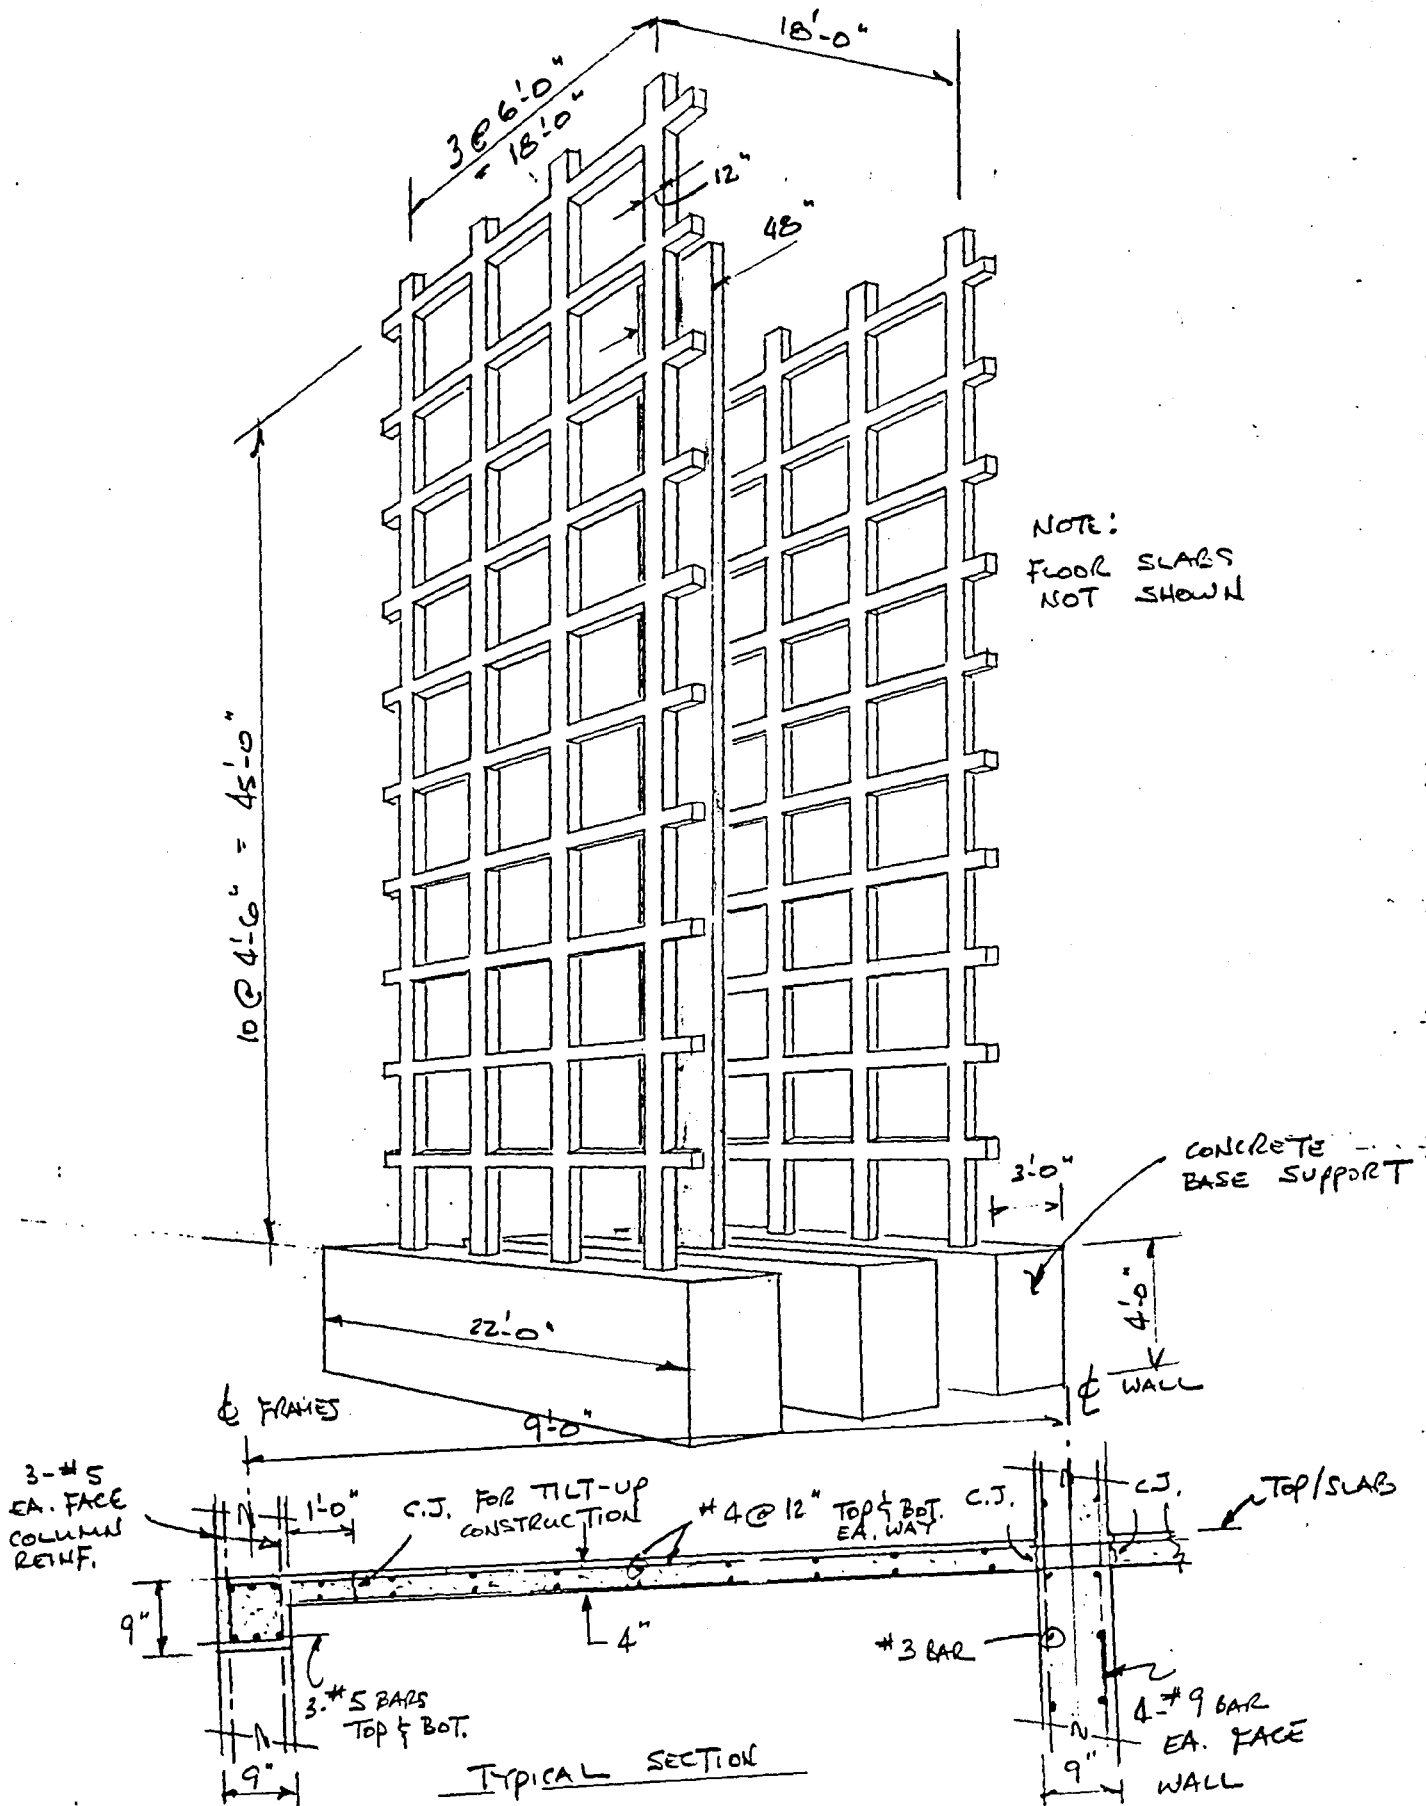 18'-0"
3 @ 6'-0"
= 18'-0"
12"
48"
NOTE:
FLOOR SLABS
NOT SHOWN
10 @ 4'-6" = 45'-0"
3'-0"
CONCRETE
BASE SUPPORT
4'-0"
22'-0"
℄ FRAMES
9'-0"
℄ WALL
3-#5
EA. FACE
COLUMN
REINF.
1'-0"
C.J. FOR TILT-UP
CONSTRUCTION
#4 @ 12" TOP & BOT.
EA. WAY
C.J.
C.J.
TOP/SLAB
9"
4"
#3 BAR
3-#5 BARS
TOP & BOT.
4-#9 BAR
EA. FACE
WALL
9"
9"
TYPICAL SECTION